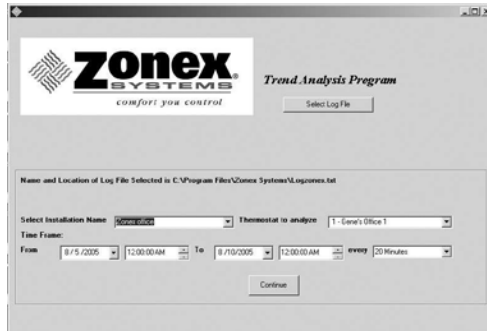 ZONEX
SYSTEMS
comfort you control
Trend Analysis Program
Select Log File
Name and Location of Log File Selected is C:\Program Files\Zonex Systems\Logzones.txt
Select Installation Name Zonex office Thermostat to analyze 1 - Gene's Office 1
Time Frame:
From 8/ 5 /2005 12:00:00 AM To 8 /10/2005 12:00:00 AM every 20 Minutes
Continue